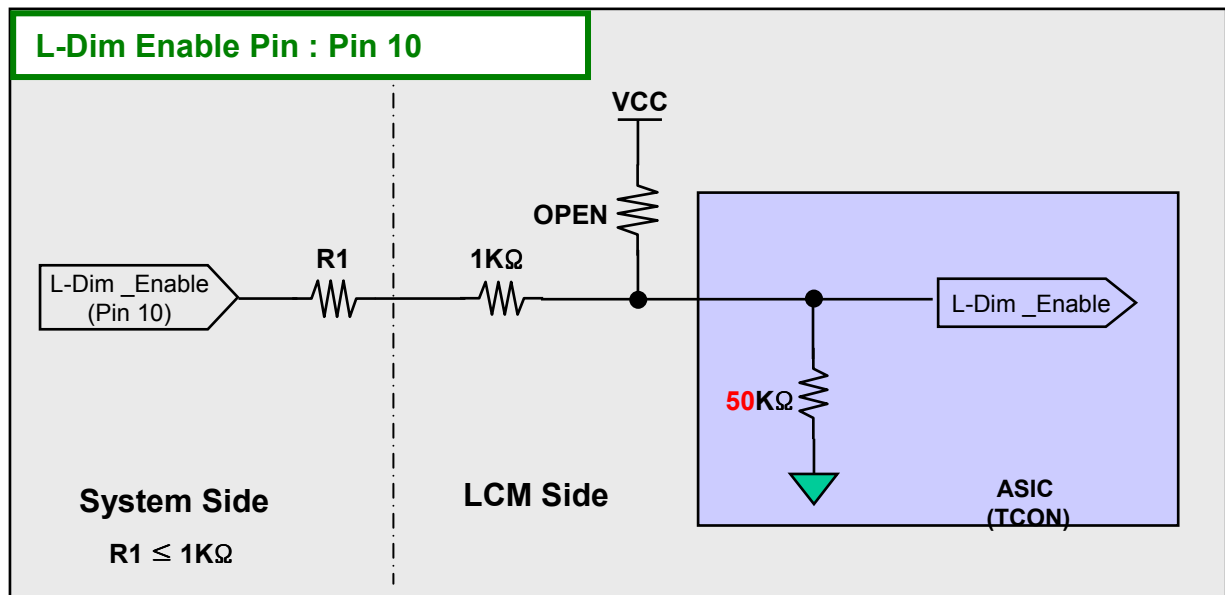 L-Dim Enable Pin : Pin 10
VCC
OPEN
R1
1KΩ
L-Dim _Enable
(Pin 10)
L-Dim _Enable
50KΩ
System Side
R1 ≤ 1KΩ
LCM Side
ASIC
(TCON)